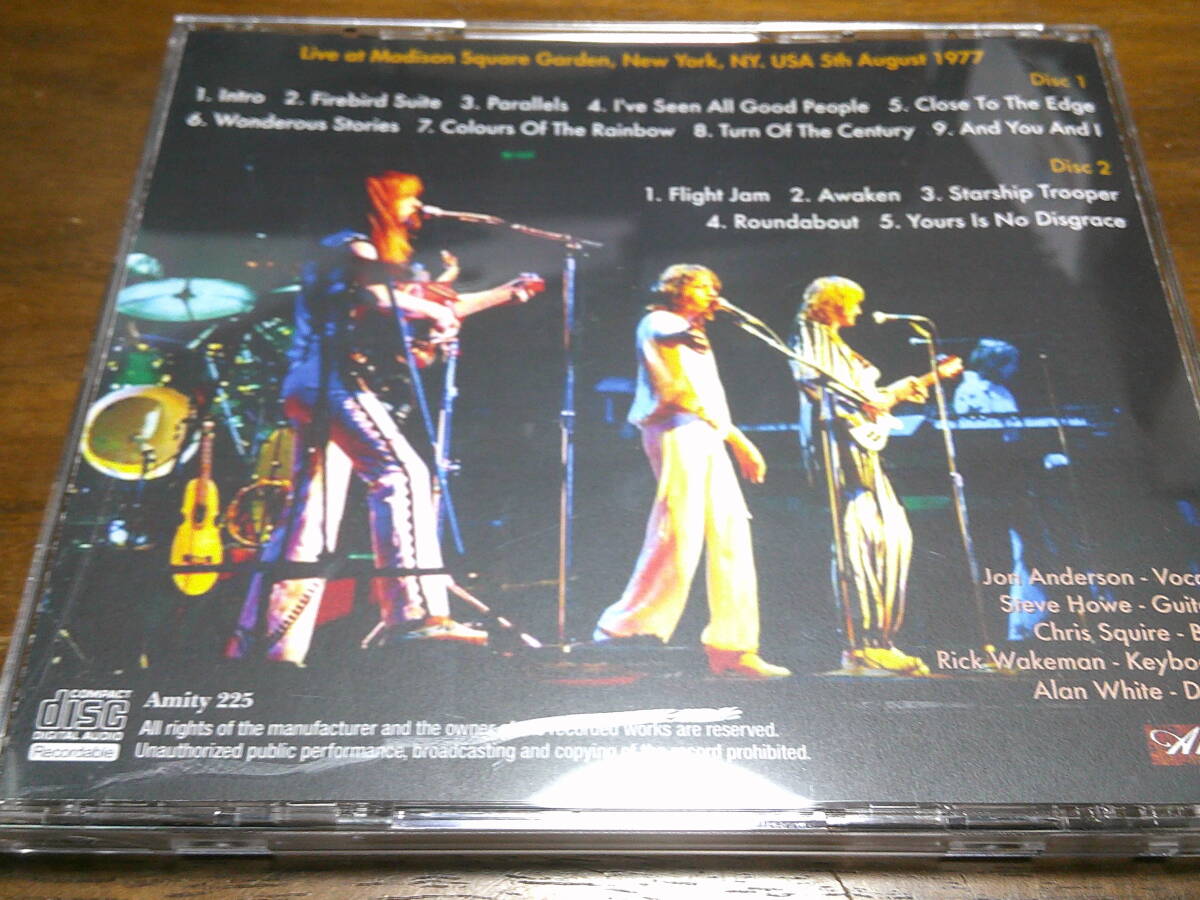 Live at Madison Square Garden, New York, NY. USA 5th August 1977
Disc 1
1. Intro 2. Firebird Suite 3. Parallels 4. I've Seen All Good People 5. Close To The Edge
6. Wonderous Stories 7. Colours Of The Rainbow 8. Turn Of The Century 9. And You And I
Disc 2
1. Flight Jam 2. Awaken 3. Starship Trooper
4. Roundabout 5. Yours Is No Disgrace
Jon Anderson - Voca
Steve Howe - Guita
Chris Squire - B
Rick Wakeman - Keyboa
Alan White - D
COMPACT
disc
DIGITAL AUDIO
Recordable
Amity 225
All rights of the manufacturer and the owner recorded works are reserved.
Unauthorized public performance, broadcasting and copying of the record prohibited.